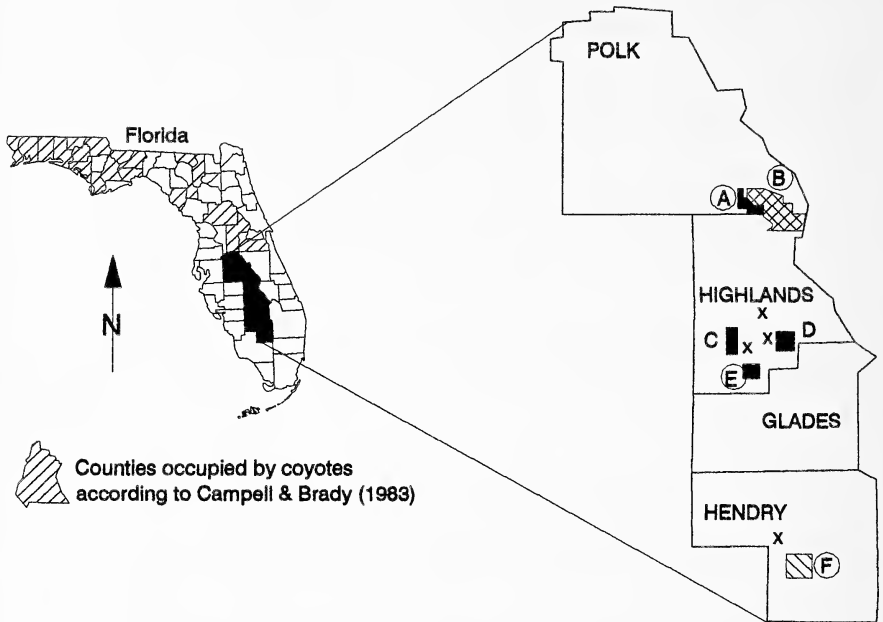 Florida
N
Counties occupied by coyotes
according to Campell & Brady (1983)
POLK
A
B
HIGHLANDS
x
C
x
x
D
E
GLADES
HENDRY
x
F